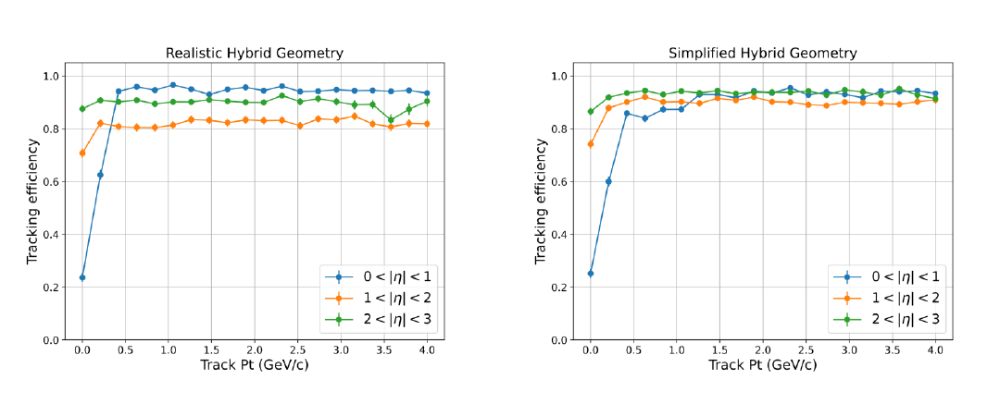 Realistic Hybrid Geometry
1.0
0.8
0.6
0.4
0.2
0.0
Tracking efficiency
0 < |η| < 1
1 < |η| < 2
2 < |η| < 3
0.0 0.5 1.0 1.5 2.0 2.5 3.0 3.5 4.0
Track Pt (GeV/c)
Simplified Hybrid Geometry
1.0
0.8
0.6
0.4
0.2
0.0
Tracking efficiency
0 < |η| < 1
1 < |η| < 2
2 < |η| < 3
0.0 0.5 1.0 1.5 2.0 2.5 3.0 3.5 4.0
Track Pt (GeV/c)